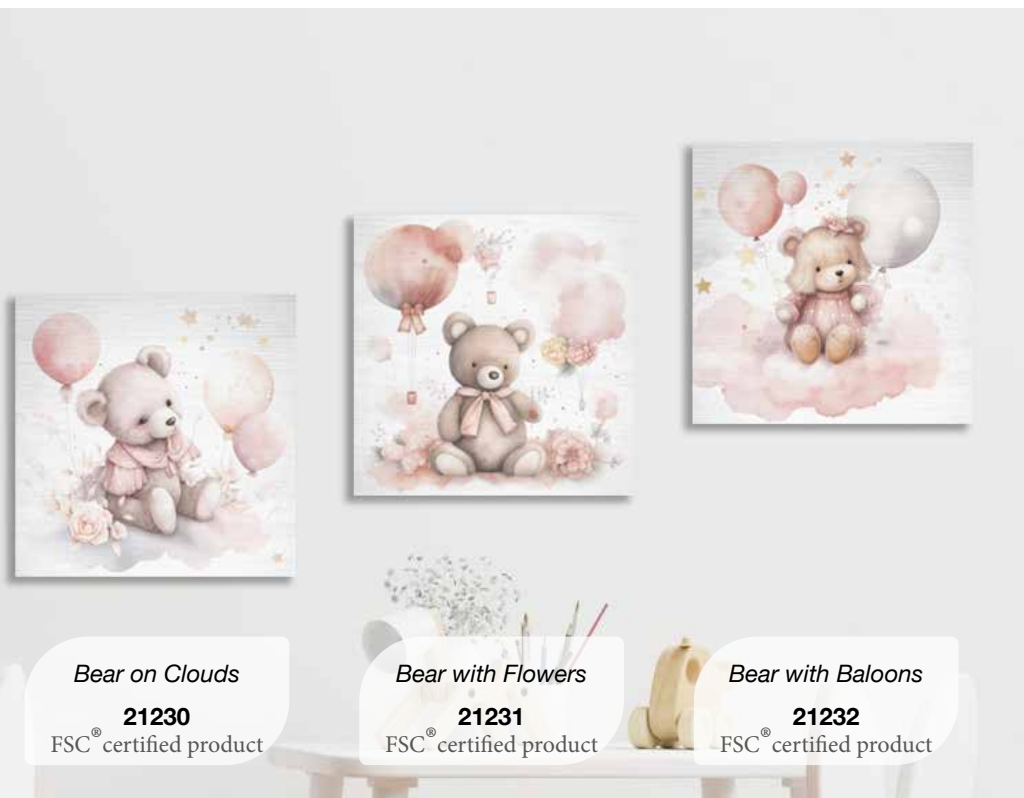 Bear on Clouds
21230
FSC® certified product
Bear with Flowers
21231
FSC® certified product
Bear with Baloons
21232
FSC® certified product